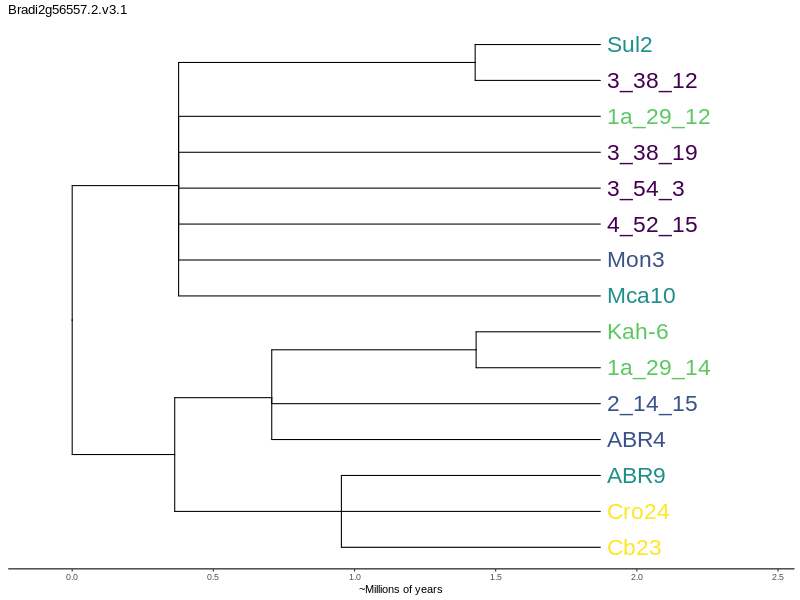 Bradi2g56557.2.v3.1
Sul2
3_38_12
1a_29_12
3_38_19
3_54_3
4_52_15
Mon3
Mca10
Kah-6
1a_29_14
2_14_15
ABR4
ABR9
Cro24
Cb23
0.0 0.5 1.0 1.5 2.0 2.5
~Millions of years